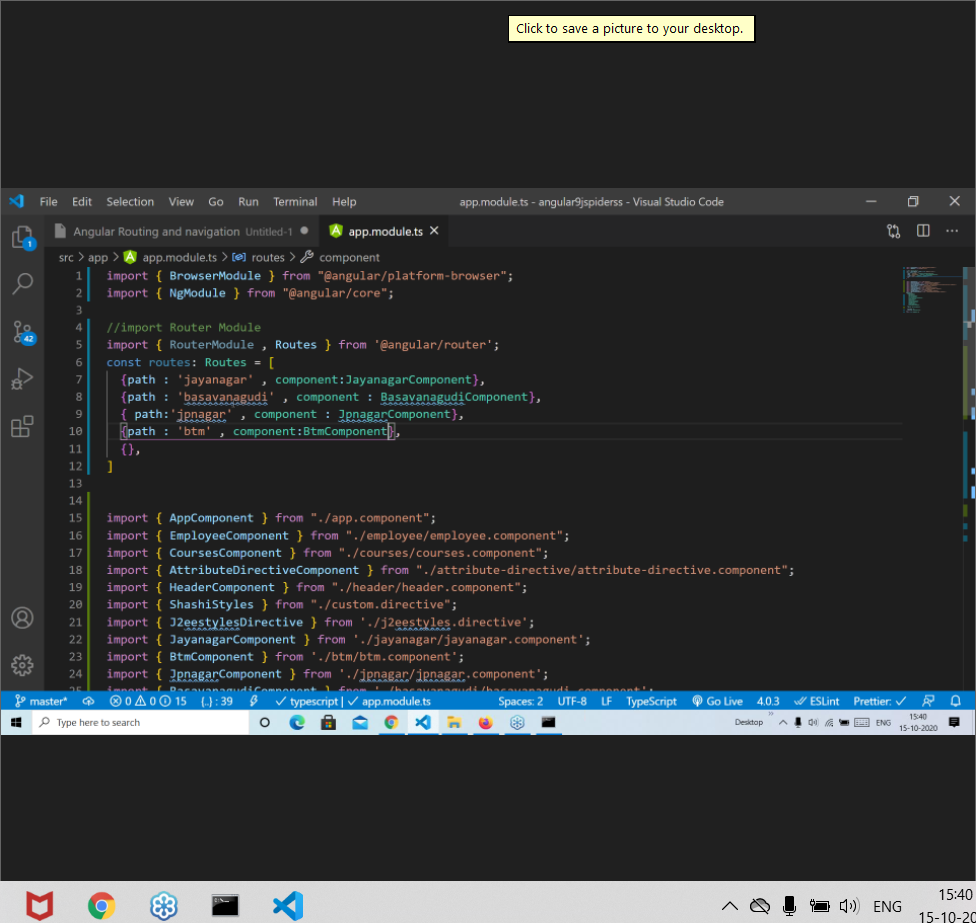 Click to save a picture to your desktop.
File Edit Selection View Go Run Terminal Help app.module.ts - angular9jspiderss - Visual Studio Code
Angular Routing and navigation Untitled-1 app.module.ts
1
src > app > app.module.ts > routes > component
1 import { BrowserModule } from "@angular/platform-browser";
2 import { NgModule } from "@angular/core";
3
4 //import Router Module
5 import { RouterModule , Routes } from '@angular/router';
6 const routes: Routes = [
7 {path : 'jayanagar' , component:JayanagarComponent},
8 {path : 'basavanagudi' , component : BasavanagudiComponent},
9 { path:'jpnagar' , component : JpnagarComponent},
10 {path : 'btm' , component:BtmComponent},
11 {},
12 ]
13
14
15 import { AppComponent } from "./app.component";
16 import { EmployeeComponent } from "./employee/employee.component";
17 import { CoursesComponent } from "./courses/courses.component";
18 import { AttributeDirectiveComponent } from "./attribute-directive/attribute-directive.component";
19 import { HeaderComponent } from "./header/header.component";
20 import { ShashiStyles } from "./custom.directive";
21 import { J2eestylesDirective } from './j2eestyles.directive';
22 import { JayanagarComponent } from './jayanagar/jayanagar.component';
23 import { BtmComponent } from './btm/btm.component';
24 import { JpnagarComponent } from './jpnagar/jpnagar.component';
25 import { BasavanagudiComponent } from './basavanagudi/basavanagudi.component';
42
master* 0 0 15 {..} : 39 typescript | app.module.ts Spaces: 2 UTF-8 LF TypeScript Go Live 4.0.3 ESLint Prettier:
Type here to search Desktop ENG 15:40
15-10-2020
ENG 15:40
15-10-20